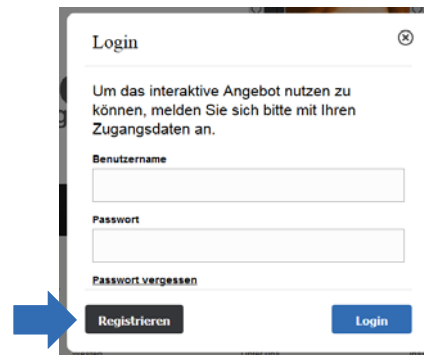 Login
Um das interaktive Angebot nutzen zu
können, melden Sie sich bitte mit Ihren
Zugangsdaten an.
Benutzername
Passwort
Passwort vergessen
Registrieren
Login